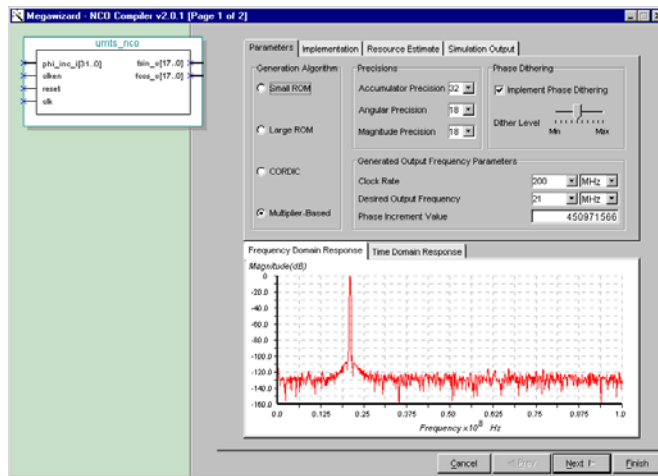 Megawizard - NCO Compiler v2.0.1 [Page 1 of 2]
umts_nco
phi_inc_i[31..0] fsin_o[17..0]
clken fcos_o[17..0]
reset
clk
Parameters Implementation Resource Estimate Simulation Output
Generation Algorithm
Small ROM
Large ROM
CORDIC
Multiplier-Based
Precisions
Accumulator Precision 32
Angular Precision 18
Magnitude Precision 18
Phase Dithering
Implement Phase Dithering
Dither Level
Min Max
Generated Output Frequency Parameters
Clock Rate 200 MHz
Desired Output Frequency 21 MHz
Phase Increment Value 450971566
Frequency Domain Response Time Domain Response
Magnitude(dB)
0
-20.0
-40.0
-60.0
-80.0
-100.0
-120.0
-140.0
-160.0
0.0 0.125 0.25 0.375 0.50 0.625 0.75 0.875 1.0
Frequency x10^8 Hz
Cancel < Prev Next > Finish